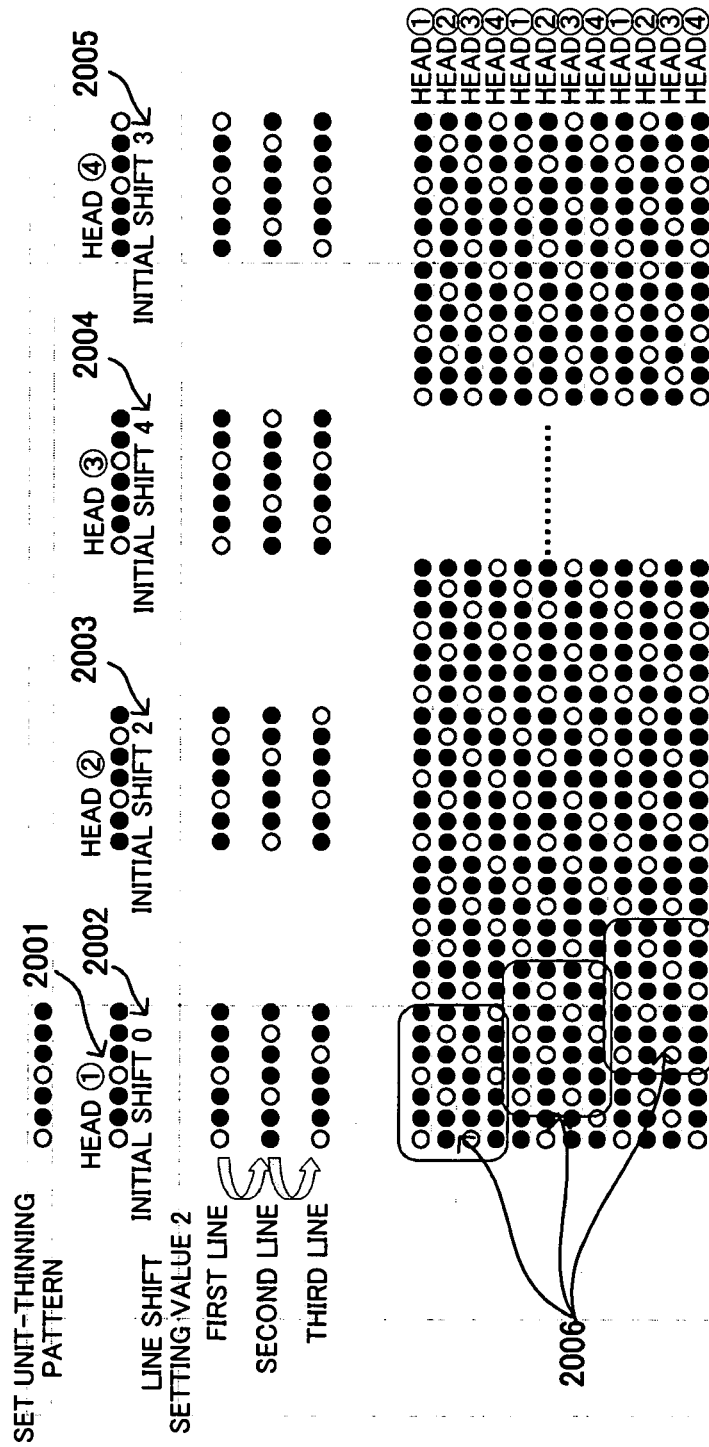 SET UNIT-THINNING
PATTERN
2001
HEAD ①
HEAD ②
HEAD ③
HEAD ④
INITIAL SHIFT 0
2002
INITIAL SHIFT 2
2003
INITIAL SHIFT 4
2004
INITIAL SHIFT 3
2005
LINE SHIFT
SETTING VALUE 2
FIRST LINE
SECOND LINE
THIRD LINE
HEAD①
HEAD②
HEAD③
HEAD④
HEAD①
HEAD②
HEAD③
HEAD④
HEAD①
HEAD②
HEAD③
HEAD④
2006